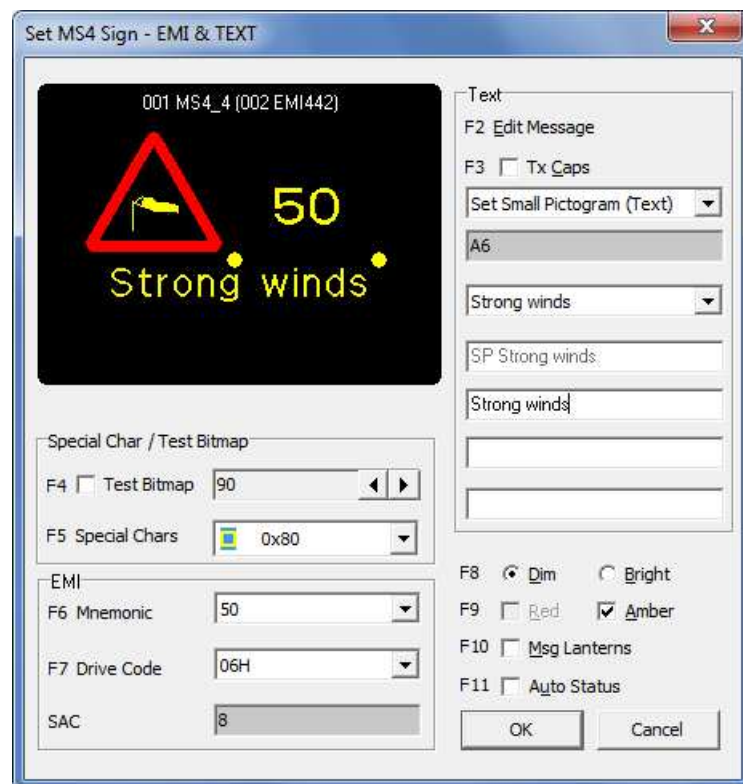 Set MS4 Sign - EMI & TEXT
001 MS4_4 (002 EMI442)
50
Strong winds
Text
F2 Edit Message
F3 Tx Caps
Set Small Pictogram (Text)
A6
Strong winds
SP Strong winds
Strong winds
Special Char / Test Bitmap
F4 Test Bitmap 90
F5 Special Chars 0x80
EMI
F6 Mnemonic 50
F7 Drive Code 06H
SAC 8
F8 Dim Bright
F9 Red Amber
F10 Msg Lanterns
F11 Auto Status
OK Cancel